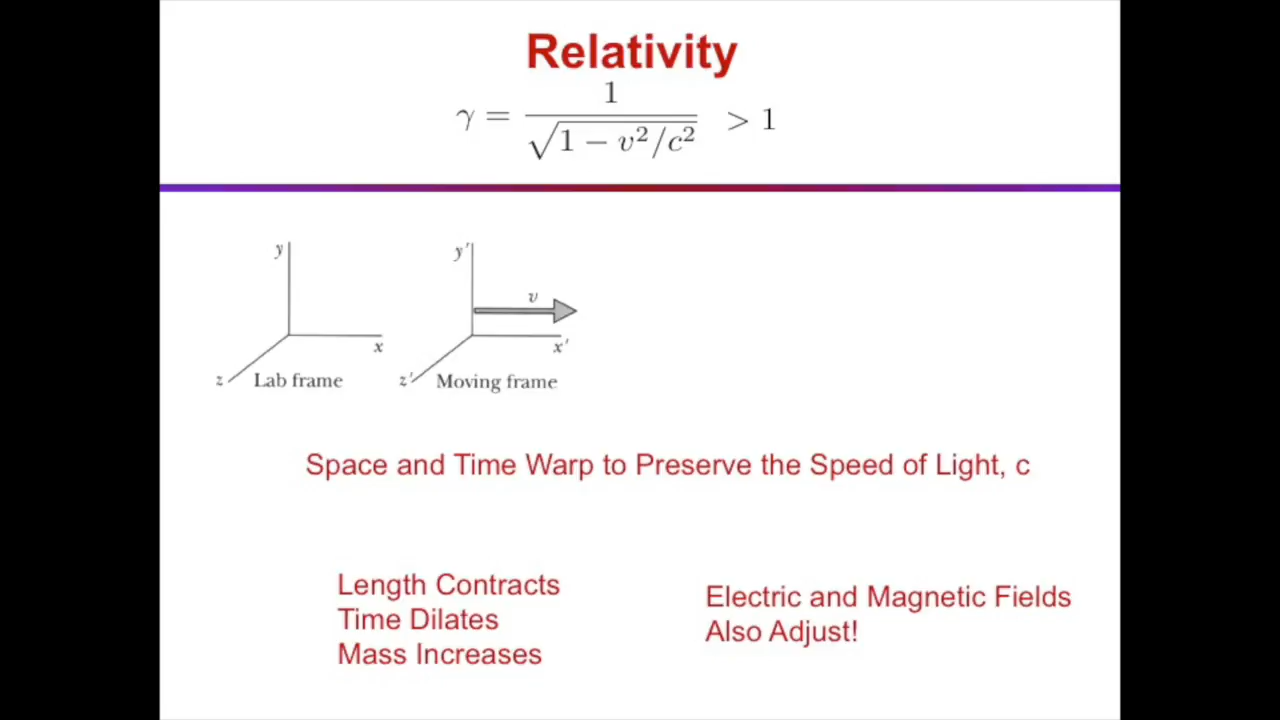 Relativity
γ = 1 / √(1 − v²/c²) > 1
y
x
z
Lab frame
y′
v
x′
z′
Moving frame
Space and Time Warp to Preserve the Speed of Light, c
Length Contracts
Time Dilates
Mass Increases
Electric and Magnetic Fields
Also Adjust!